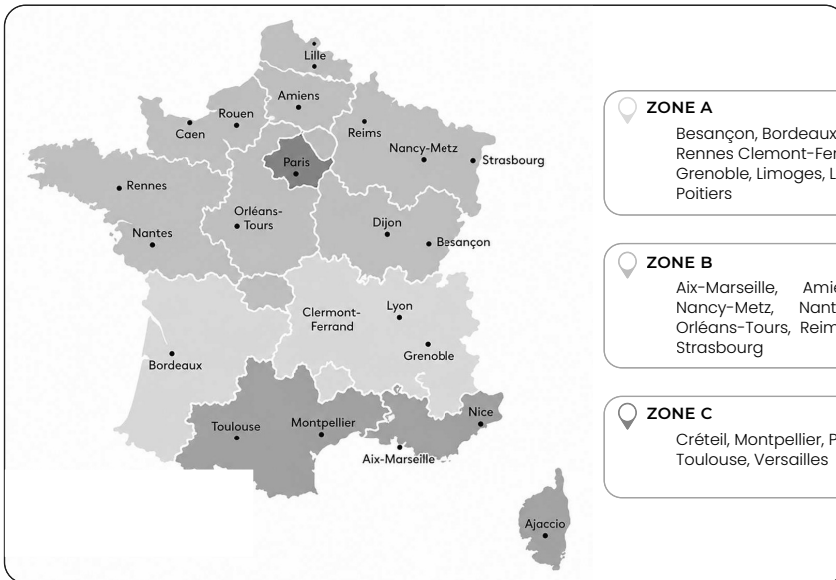 Lille
Amiens
Rouen
Caen
Reims
Nancy-Metz
Strasbourg
Paris
Rennes
Orléans-
Tours
Nantes
Dijon
Besançon
Clermont-
Ferrand
Lyon
Grenoble
Bordeaux
Toulouse
Montpellier
Nice
Aix-Marseille
Ajaccio
ZONE A
Besançon, Bordeaux
Rennes Clemont-Fer
Grenoble, Limoges, L
Poitiers
ZONE B
Aix-Marseille, Amie
Nancy-Metz, Nant
Orléans-Tours, Reim
Strasbourg
ZONE C
Créteil, Montpellier, P
Toulouse, Versailles